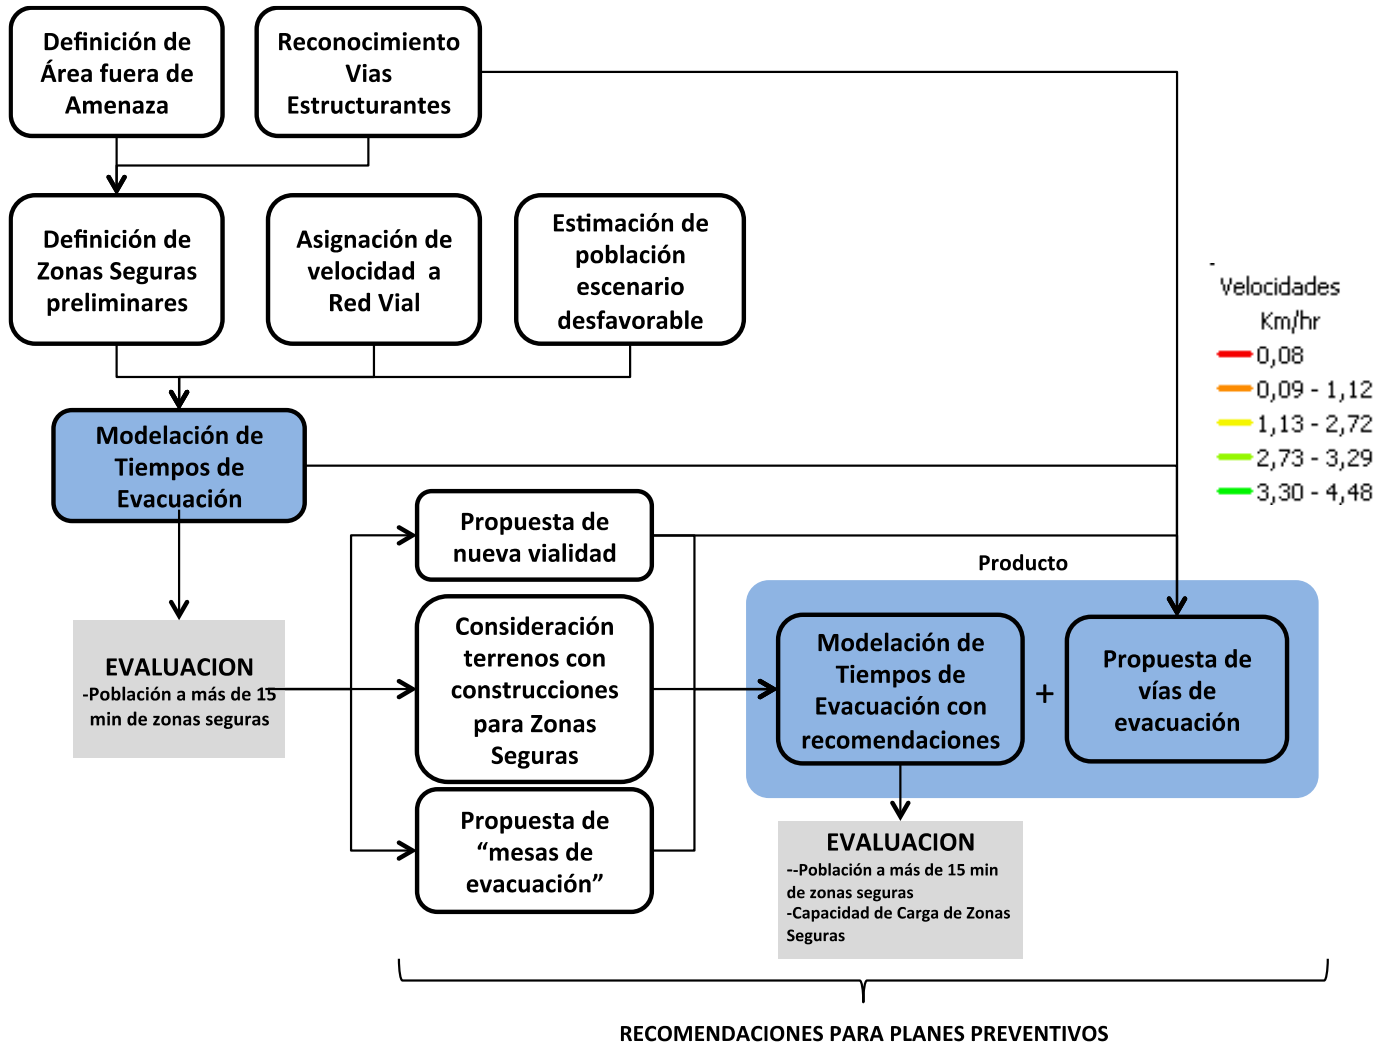 Definición de
Área fuera de
Amenaza
Reconocimiento
Vias
Estructurantes
Definición de
Zonas Seguras
preliminares
Asignación de
velocidad a
Red Vial
Estimación de
población
escenario
desfavorable
Velocidades
Km/hr
0,08
0,09 - 1,12
1,13 - 2,72
2,73 - 3,29
3,30 - 4,48
Modelación de
Tiempos de
Evacuación
EVALUACION
-Población a más de 15
min de zonas seguras
Propuesta de
nueva vialidad
Consideración
terrenos con
construcciones
para Zonas
Seguras
Propuesta de
“mesas de
evacuación”
Producto
Modelación de
Tiempos de
Evacuación con
recomendaciones
+
Propuesta de
vías de
evacuación
EVALUACION
--Población a más de 15 min
de zonas seguras
-Capacidad de Carga de Zonas
Seguras
RECOMENDACIONES PARA PLANES PREVENTIVOS